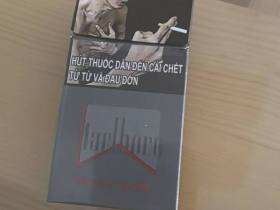 HÚT THUỐC DẪN ĐẾN CÁI CHẾT
TỪ TỪ VÀ ĐAU ĐỚN
Marlboro